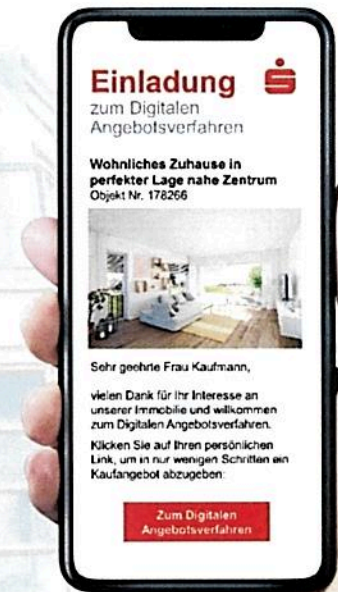 Einladung
zum Digitalen
Angebotsverfahren
Wohnliches Zuhause in
perfekter Lage nahe Zentrum
Objekt Nr. 178266
Sehr geehrte Frau Kaufmann,
vielen Dank für Ihr Interesse an
unserer Immobilie und willkommen
zum Digitalen Angebotsverfahren.
Klicken Sie auf Ihren persönlichen
Link, um in nur wenigen Schritten ein
Kaufangebot abzugeben:
Zum Digitalen
Angebotsverfahren